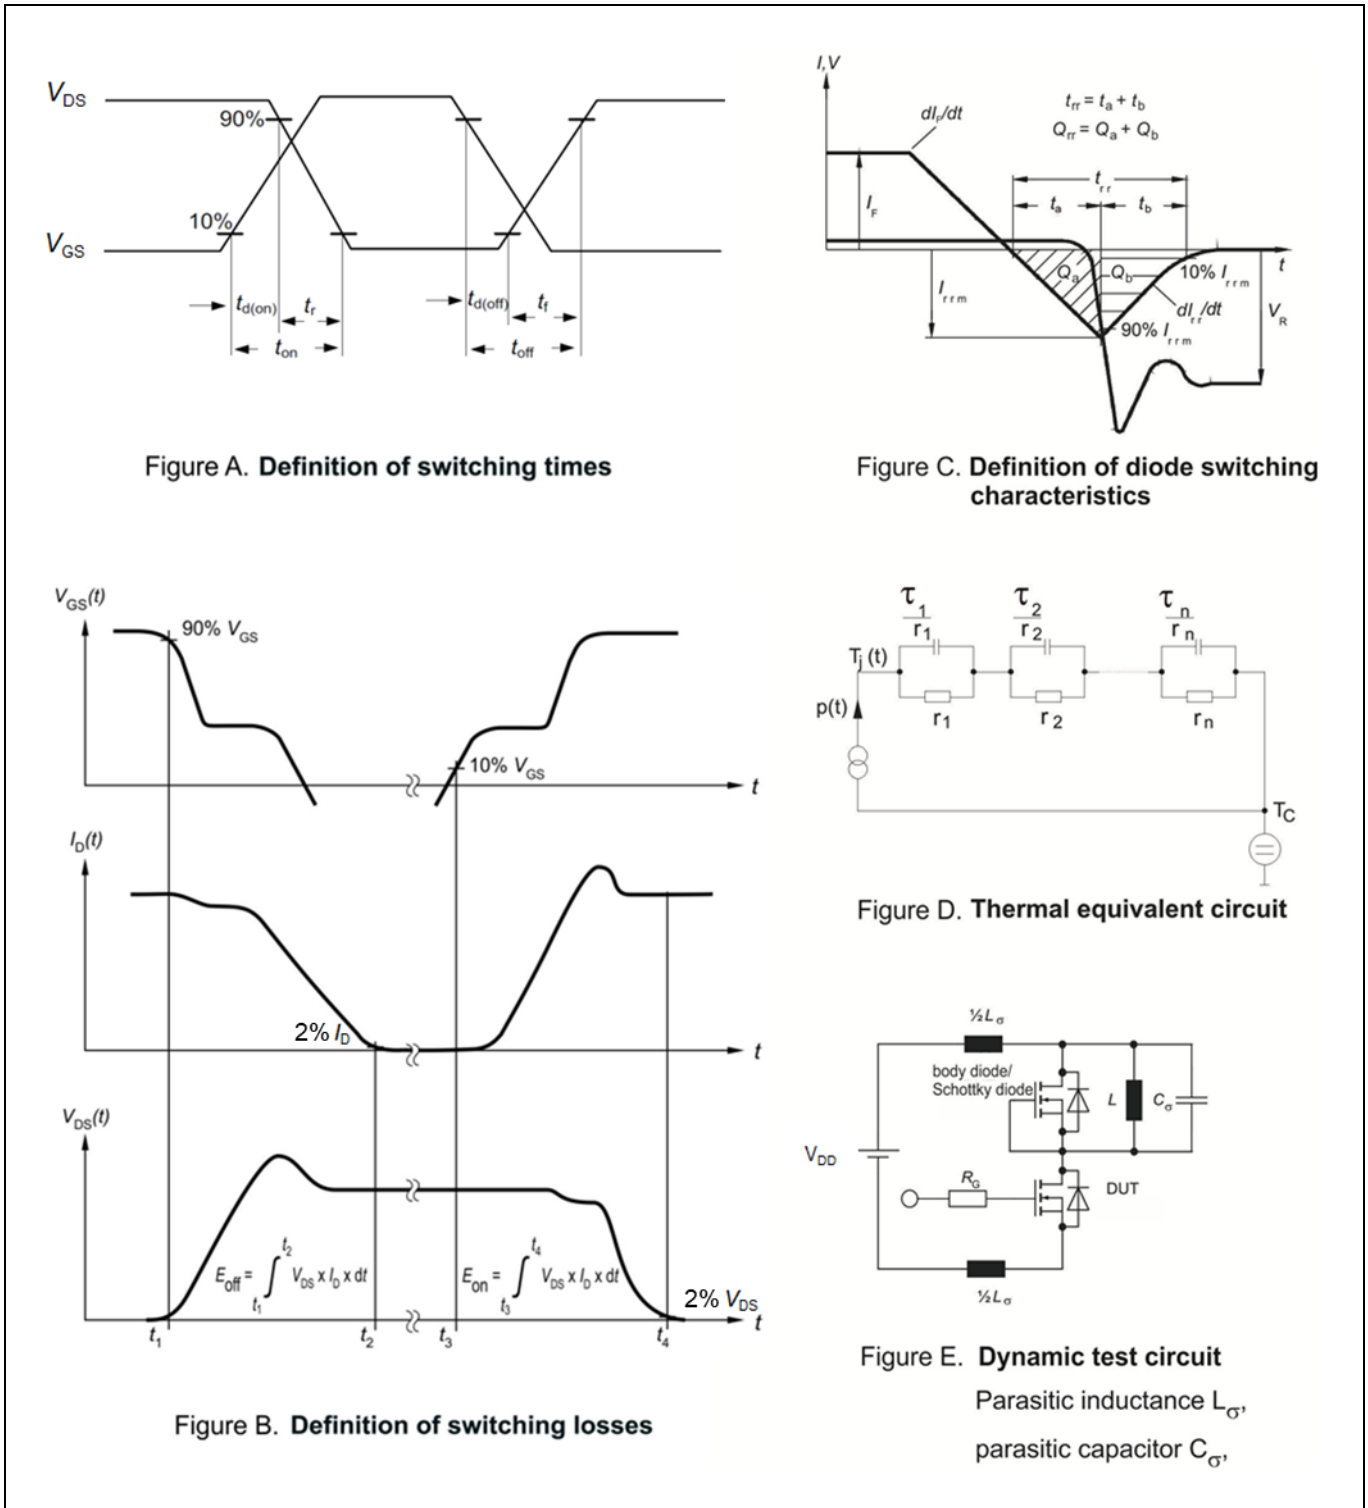 V_DS
90%
10%
V_GS
t_d(on)
t_r
t_d(off)
t_f
t_on
t_off
Figure A. Definition of switching times
I,V
t_rr = t_a + t_b
Q_rr = Q_a + Q_b
dI_F/dt
t_rr
t_a
t_b
I_F
Q_a
Q_b
10% I_rrm
t
I_rrm
dI_rr/dt
90% I_rrm
V_R
Figure C. Definition of diode switching
characteristics
V_GS(t)
90% V_GS
10% V_GS
t
I_D(t)
2% I_D
t
V_DS(t)
E_off = ∫ t_1 t_2 V_DS x I_D x dt
E_on = ∫ t_3 t_4 V_DS x I_D x dt
2% V_DS
t
t_1
t_2
t_3
t_4
Figure B. Definition of switching losses
τ_1/r_1
τ_2/r_2
τ_n/r_n
T_j(t)
p(t)
r_1
r_2
r_n
T_C
Figure D. Thermal equivalent circuit
½L_σ
body diode/
Schottky diode
L
C_σ
V_DD
R_G
DUT
½L_σ
Figure E. Dynamic test circuit
Parasitic inductance L_σ,
parasitic capacitor C_σ,